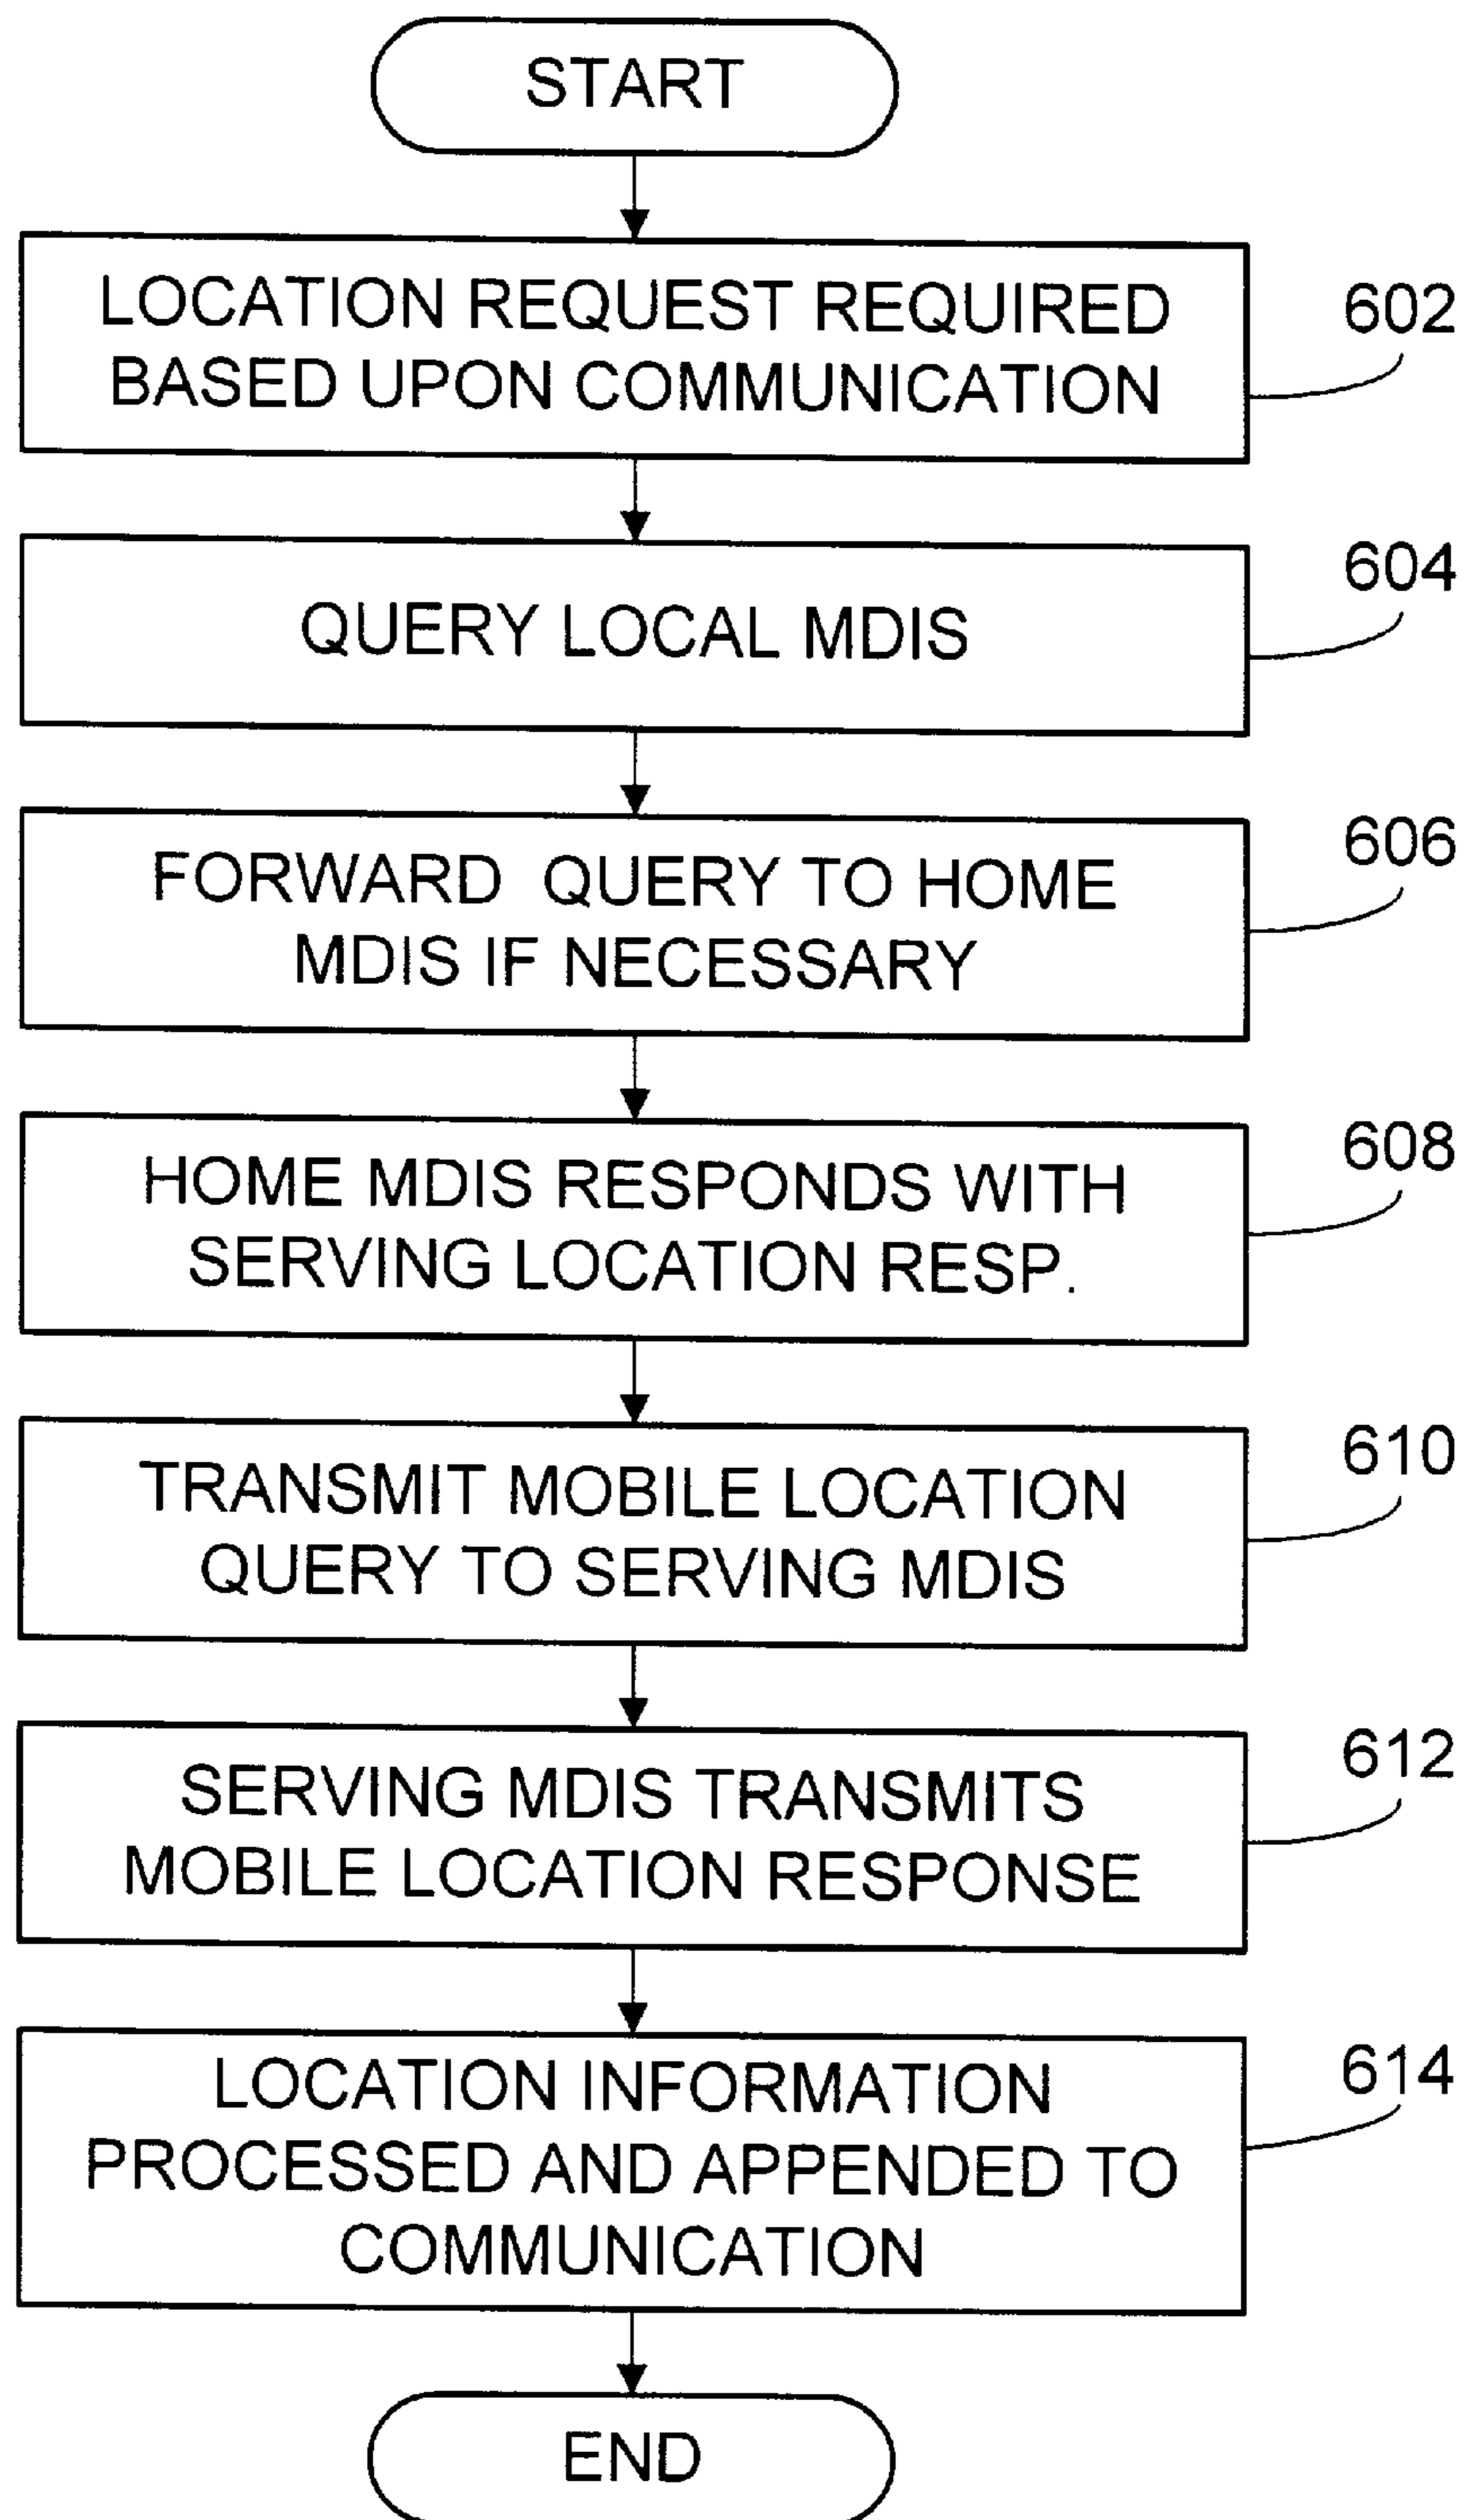 START
LOCATION REQUEST REQUIRED
BASED UPON COMMUNICATION
602
QUERY LOCAL MDIS
604
FORWARD QUERY TO HOME
MDIS IF NECESSARY
606
HOME MDIS RESPONDS WITH
SERVING LOCATION RESP.
608
TRANSMIT MOBILE LOCATION
QUERY TO SERVING MDIS
610
SERVING MDIS TRANSMITS
MOBILE LOCATION RESPONSE
612
LOCATION INFORMATION
PROCESSED AND APPENDED TO
COMMUNICATION
614
END